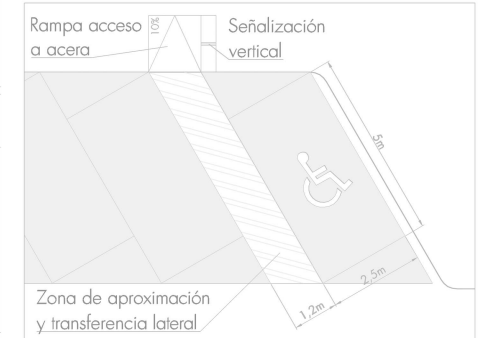 Rampa acceso
a acera
10%
Señalización
vertical
5m
2,5m
1,2m
Zona de aproximación
y transferencia lateral